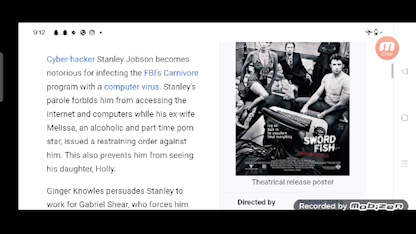 9:12
Cyber-hacker Stanley Jobson becomes
notorious for infecting the FBI's Carnivore
program with a computer virus. Stanley's
parole forbids him from accessing the
internet and computers while his ex-wife
Melissa, an alcoholic and part-time porn
star, issued a restraining order against
him. This also prevents him from seeing
his daughter, Holly.
Ginger Knowles persuades Stanley to
work for Gabriel Shear, who forces him
SWORD
FISH
Theatrical release poster
Directed by
Recorded by mobizen